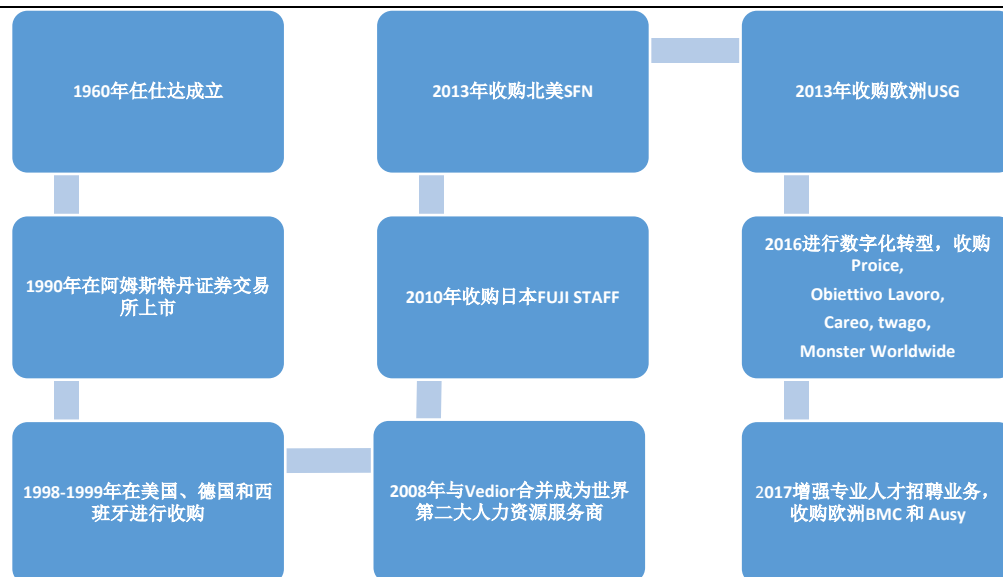 1960年任仕达成立
1990年在阿姆斯特丹证券交易
所上市
1998-1999年在美国、德国和西
班牙进行收购
2008年与Vedior合并成为世界
第二大人力资源服务商
2010年收购日本FUJI STAFF
2013年收购北美SFN
2013年收购欧洲USG
2016进行数字化转型，收购
Proice,
Obiettivo Lavoro,
Careo, twago,
Monster Worldwide
2017增强专业人才招聘业务，
收购欧洲BMC 和 Ausy